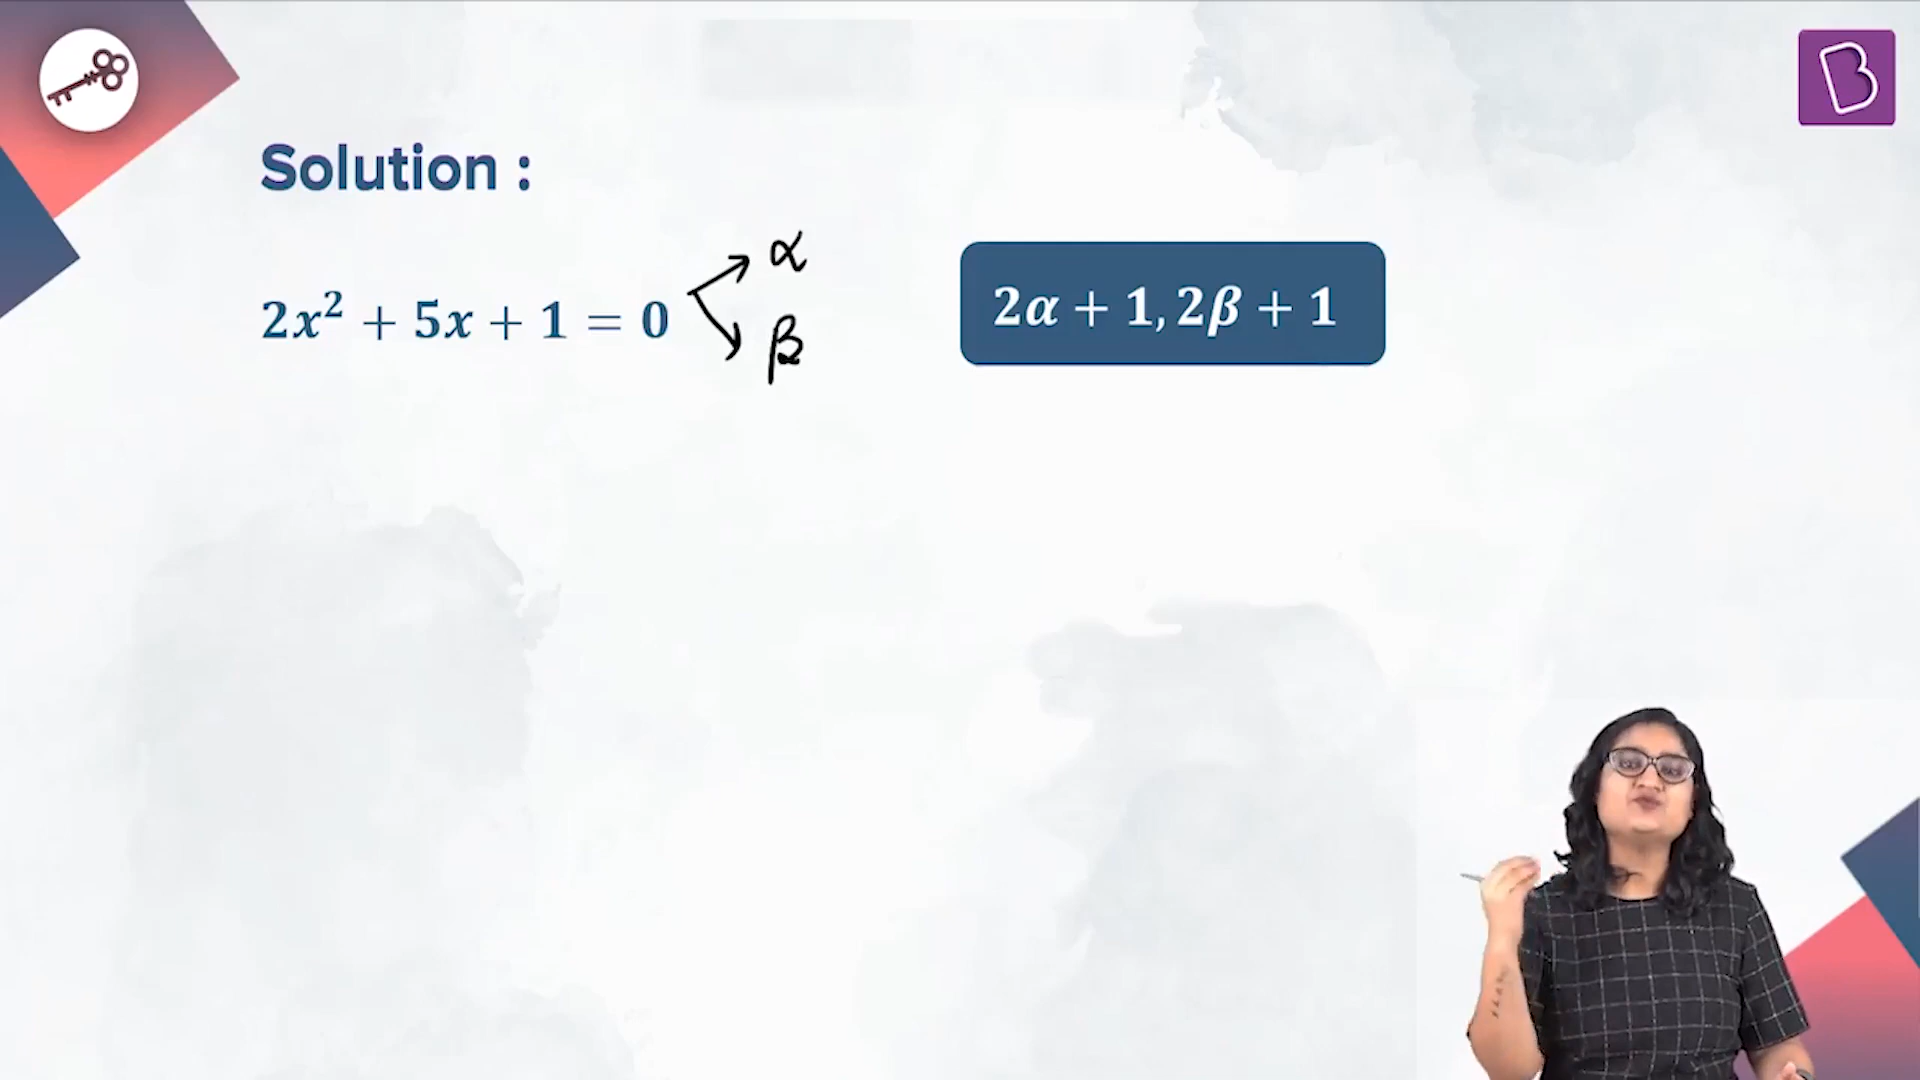 Solution :
2x² + 5x + 1 = 0
α
β
2α + 1, 2β + 1
B